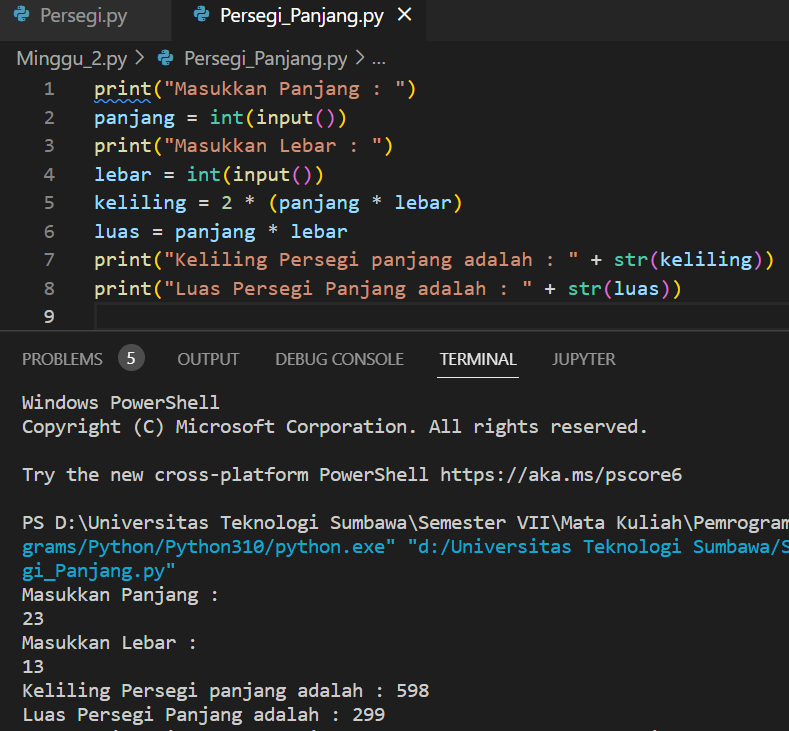 Persegi.py Persegi_Panjang.py ×
Minggu_2.py > Persegi_Panjang.py > ...
1 print("Masukkan Panjang : ")
2 panjang = int(input())
3 print("Masukkan Lebar : ")
4 lebar = int(input())
5 keliling = 2 * (panjang * lebar)
6 luas = panjang * lebar
7 print("Keliling Persegi panjang adalah : " + str(keliling))
8 print("Luas Persegi Panjang adalah : " + str(luas))
9
PROBLEMS 5 OUTPUT DEBUG CONSOLE TERMINAL JUPYTER
Windows PowerShell
Copyright (C) Microsoft Corporation. All rights reserved.
Try the new cross-platform PowerShell https://aka.ms/pscore6
PS D:\Universitas Teknologi Sumbawa\Semester VII\Mata Kuliah\Pemrogram
grams/Python/Python310/python.exe" "d:/Universitas Teknologi Sumbawa/S
gi_Panjang.py"
Masukkan Panjang :
23
Masukkan Lebar :
13
Keliling Persegi panjang adalah : 598
Luas Persegi Panjang adalah : 299